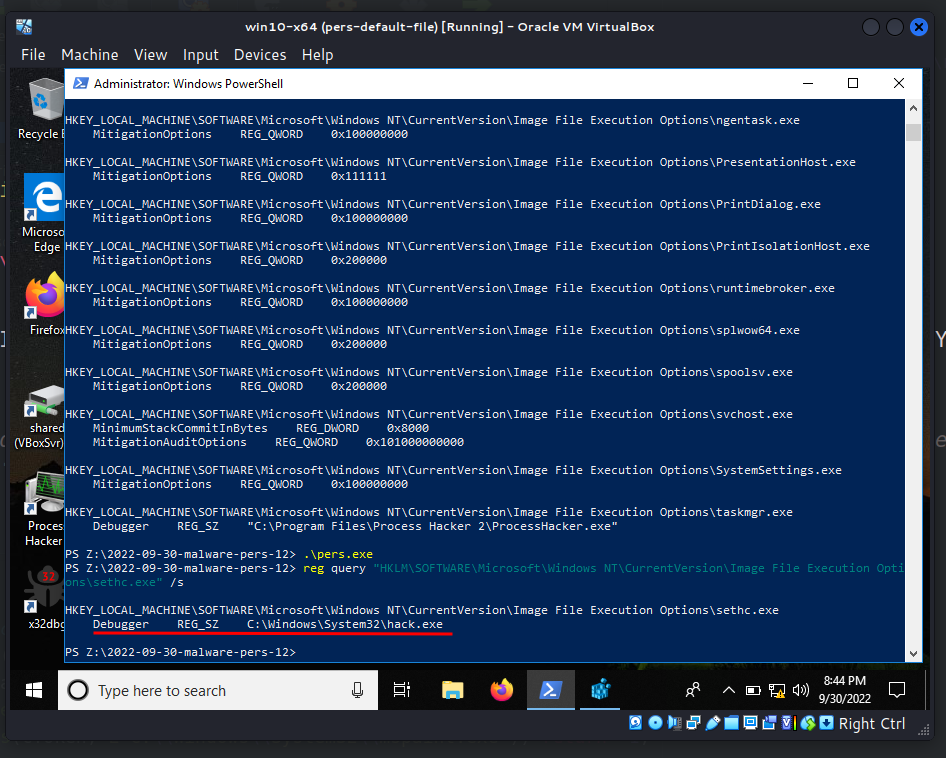 win10-x64 (pers-default-file) [Running] - Oracle VM VirtualBox
File Machine View Input Devices Help
Administrator: Windows PowerShell
Recycle
Microso
Edge
Firefox
shared
(VBoxSvr)
Proces
Hacker
x32dbg
HKEY_LOCAL_MACHINE\SOFTWARE\Microsoft\Windows NT\CurrentVersion\Image File Execution Options\ngentask.exe
MitigationOptions REG_QWORD 0x100000000
HKEY_LOCAL_MACHINE\SOFTWARE\Microsoft\Windows NT\CurrentVersion\Image File Execution Options\PresentationHost.exe
MitigationOptions REG_QWORD 0x111111
HKEY_LOCAL_MACHINE\SOFTWARE\Microsoft\Windows NT\CurrentVersion\Image File Execution Options\PrintDialog.exe
MitigationOptions REG_QWORD 0x100000000
HKEY_LOCAL_MACHINE\SOFTWARE\Microsoft\Windows NT\CurrentVersion\Image File Execution Options\PrintIsolationHost.exe
MitigationOptions REG_QWORD 0x200000
HKEY_LOCAL_MACHINE\SOFTWARE\Microsoft\Windows NT\CurrentVersion\Image File Execution Options\runtimebroker.exe
MitigationOptions REG_QWORD 0x100000000
HKEY_LOCAL_MACHINE\SOFTWARE\Microsoft\Windows NT\CurrentVersion\Image File Execution Options\splwow64.exe
MitigationOptions REG_QWORD 0x200000
HKEY_LOCAL_MACHINE\SOFTWARE\Microsoft\Windows NT\CurrentVersion\Image File Execution Options\spoolsv.exe
MitigationOptions REG_QWORD 0x200000
HKEY_LOCAL_MACHINE\SOFTWARE\Microsoft\Windows NT\CurrentVersion\Image File Execution Options\svchost.exe
MinimumStackCommitInBytes REG_DWORD 0x8000
MitigationAuditOptions REG_QWORD 0x101000000000
HKEY_LOCAL_MACHINE\SOFTWARE\Microsoft\Windows NT\CurrentVersion\Image File Execution Options\SystemSettings.exe
MitigationOptions REG_QWORD 0x100000000
HKEY_LOCAL_MACHINE\SOFTWARE\Microsoft\Windows NT\CurrentVersion\Image File Execution Options\taskmgr.exe
Debugger REG_SZ "C:\Program Files\Process Hacker 2\ProcessHacker.exe"
PS Z:\2022-09-30-malware-pers-12> .\pers.exe
PS Z:\2022-09-30-malware-pers-12> reg query "HKLM\SOFTWARE\Microsoft\Windows NT\CurrentVersion\Image File Execution Opti
ons\sethc.exe" /s
HKEY_LOCAL_MACHINE\SOFTWARE\Microsoft\Windows NT\CurrentVersion\Image File Execution Options\sethc.exe
Debugger REG_SZ C:\Windows\System32\hack.exe
PS Z:\2022-09-30-malware-pers-12>
Type here to search
8:44 PM
9/30/2022
Right Ctrl